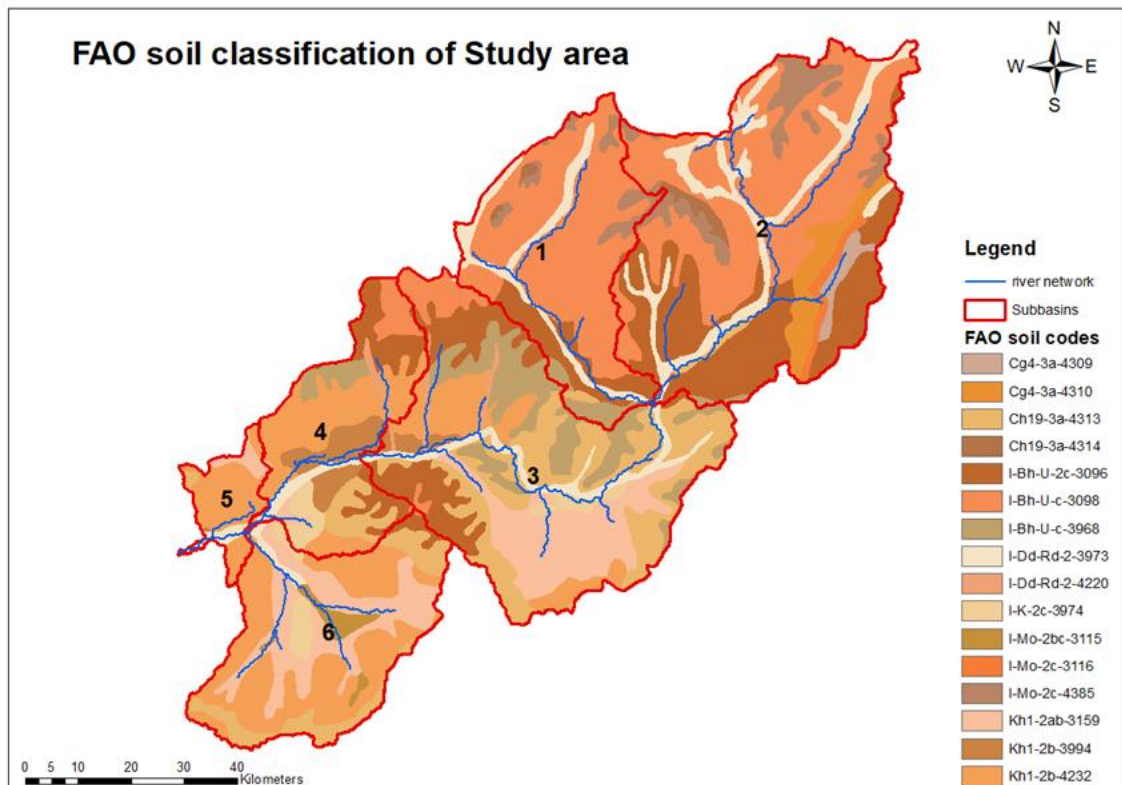 FAO soil classification of Study area
N
W E
S
1
2
3
4
5
6
Legend
river network
Subbasins
FAO soil codes
Cg4-3a-4309
Cg4-3a-4310
Ch19-3a-4313
Ch19-3a-4314
I-Bh-U-2c-3096
I-Bh-U-c-3098
I-Bh-U-c-3968
I-Dd-Rd-2-3973
I-Dd-Rd-2-4220
I-K-2c-3974
I-Mo-2bc-3115
I-Mo-2c-3116
I-Mo-2c-4385
Kh1-2ab-3159
Kh1-2b-3994
Kh1-2b-4232
0 5 10 20 30 40
Kilometers